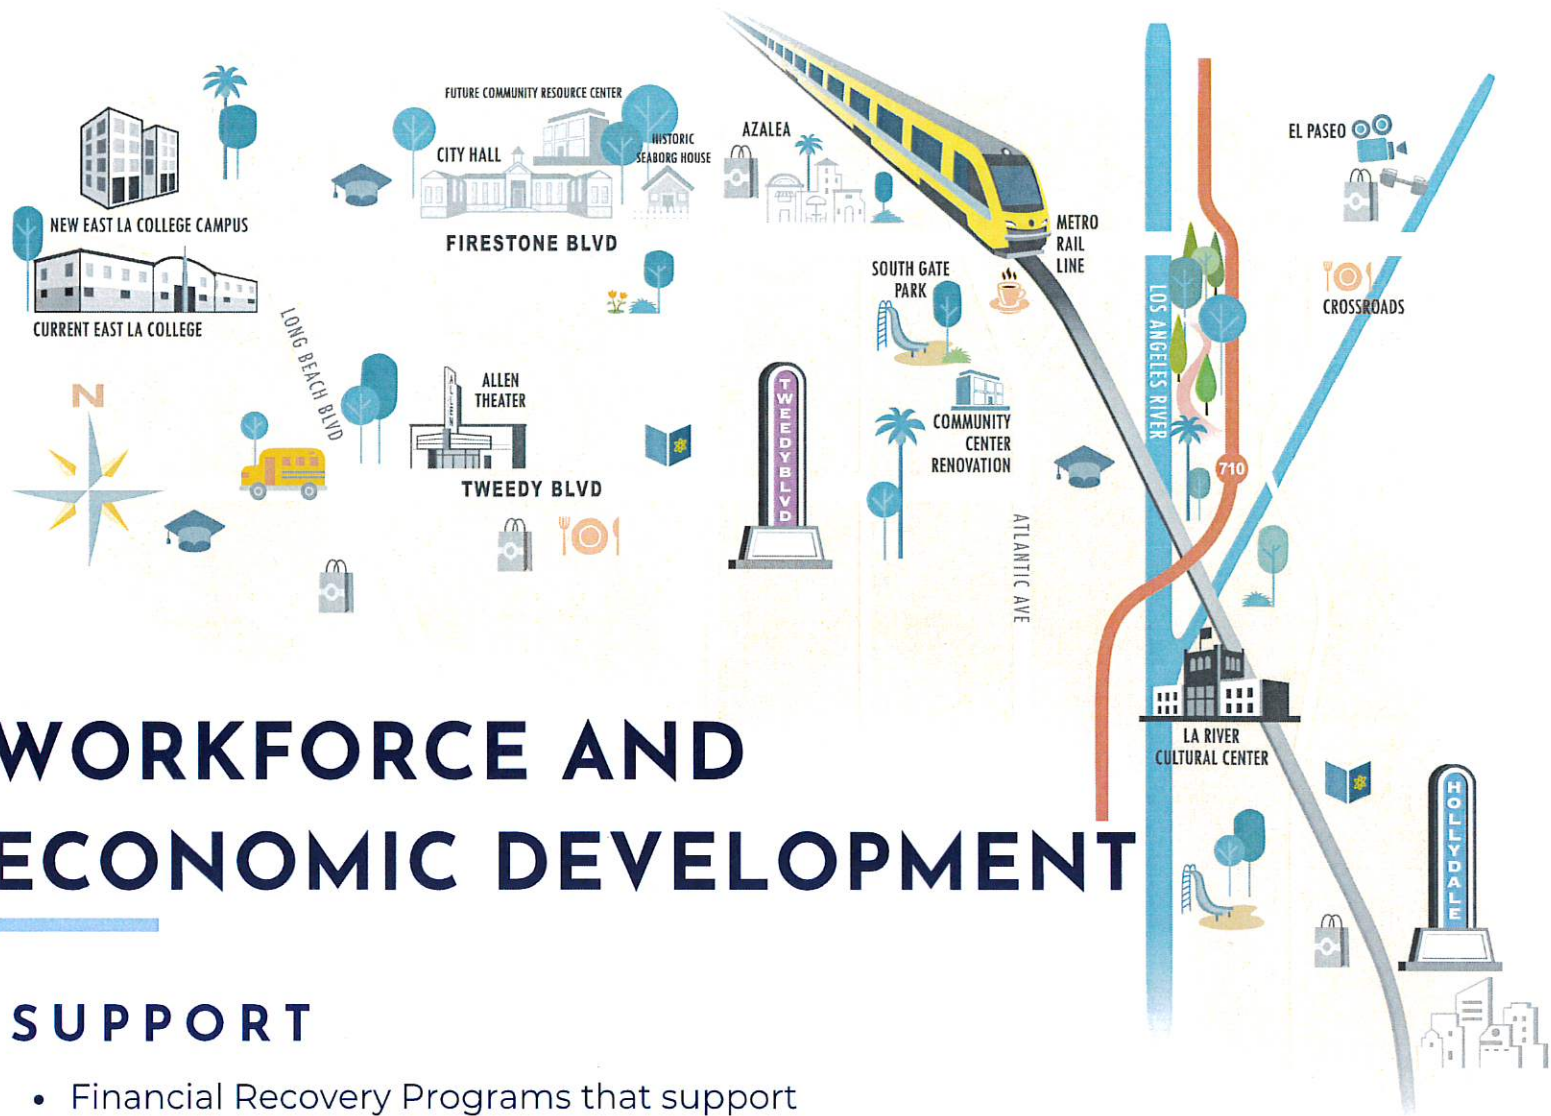 FUTURE COMMUNITY RESOURCE CENTER
CITY HALL
HISTORIC
SEABORG HOUSE
AZALEA
EL PASEO
NEW EAST LA COLLEGE CAMPUS
FIRESTONE BLVD
METRO
RAIL
LINE
SOUTH GATE
PARK
CROSSROADS
CURRENT EAST LA COLLEGE
LONG BEACH BLVD
LOS ANGELES RIVER
N
ALLEN
ALLEN
THEATER
TWEEDYBLVD
COMMUNITY
CENTER
RENOVATION
710
TWEEDY BLVD
ATLANTIC AVE
LA RIVER
CULTURAL CENTER
HOLLYDALE
WORKFORCE AND
ECONOMIC DEVELOPMENT
SUPPORT
• Financial Recovery Programs that support